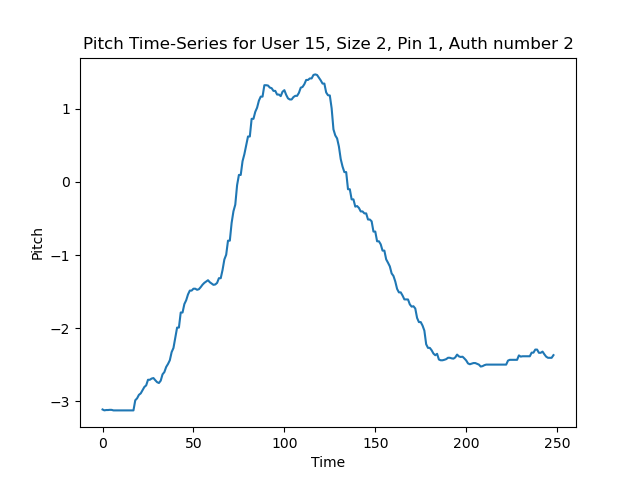 Pitch Time-Series for User 15, Size 2, Pin 1, Auth number 2
Pitch
1
0
−1
−2
−3
0 50 100 150 200 250
Time